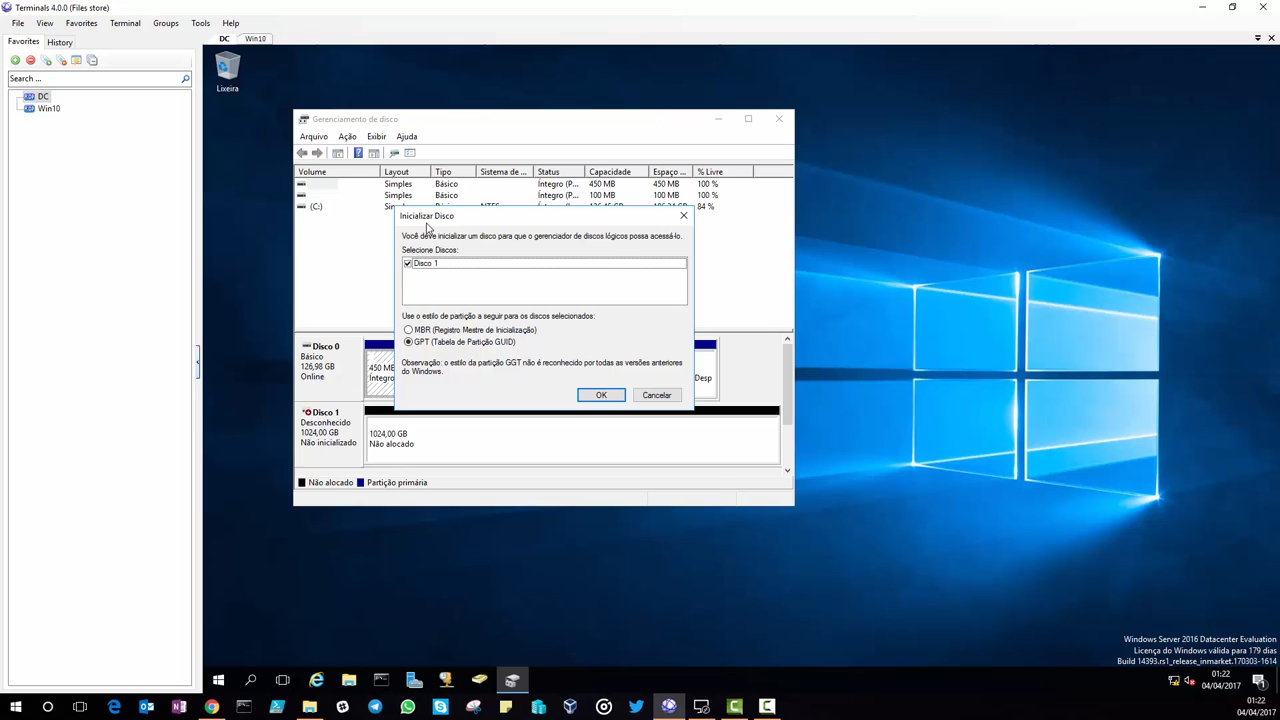 Terminals 4.0.0 (Files store)
File View Favorites Terminal Groups Tools Help
Favorites History
DC Win10
Search ...
DC
Win10
Lixeira
Gerenciamento de disco
Arquivo Ação Exibir Ajuda
Volume Layout Tipo Sistema de ... Status Capacidade Espaço ... % Livre
Simples Básico Íntegro (P... 450 MB 450 MB 100 %
Simples Básico Íntegro (P... 100 MB 100 MB 100 %
(C:) 84 %
Inicializar Disco
Você deve inicializar um disco para que o gerenciador de discos lógicos possa acessá-lo.
Selecione Discos:
Disco 1
Use o estilo de partição a seguir para os discos selecionados:
MBR (Registro Mestre de Inicialização)
GPT (Tabela de Partição GUID)
Observação: o estilo da partição GGT não é reconhecido por todas as versões anteriores
do Windows.
OK Cancelar
Disco 0
Básico
126,98 GB
Online
450 MB
Íntegro
Desp
Disco 1
Desconhecido
1024,00 GB
Não inicializado
1024,00 GB
Não alocado
Não alocado Partição primária
Windows Server 2016 Datacenter Evaluation
Licença do Windows válida para 179 dias
Build 14393.rs1_release_inmarket.170303-1614
01:22
04/04/2017
01:22
04/04/2017